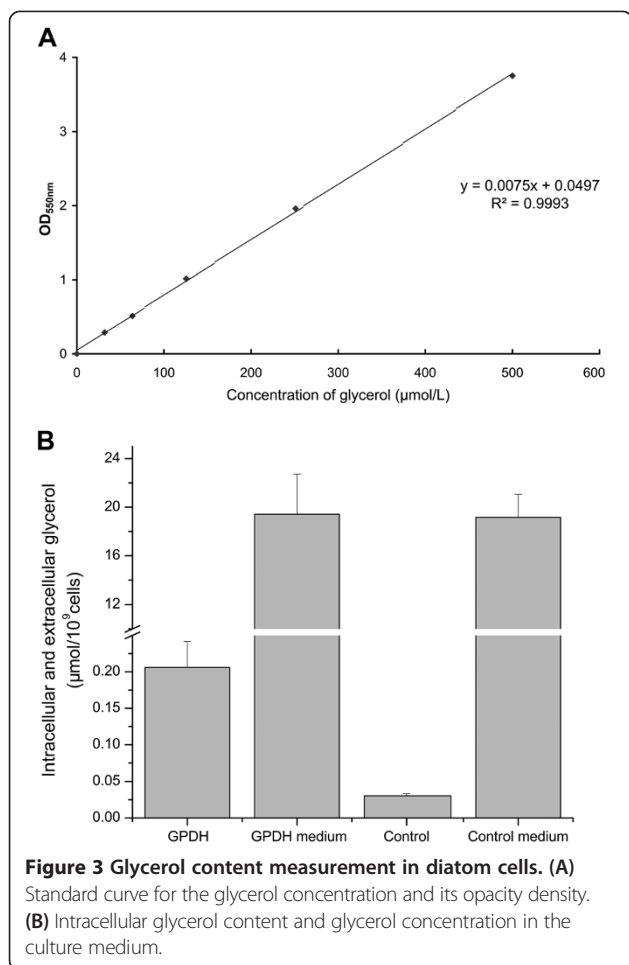 A
4
3
2
1
0
OD550nm
y = 0.0075x + 0.0497
R² = 0.9993
0 100 200 300 400 500 600
Concentration of glycerol (µmol/L)
B
Intracellular and extracellular glycerol
(µmol/10⁹cells)
24
20
16
12
0.20
0.15
0.10
0.05
0.00
GPDH GPDH medium Control Control medium
Figure 3 Glycerol content measurement in diatom cells. (A)
Standard curve for the glycerol concentration and its opacity density.
(B) Intracellular glycerol content and glycerol concentration in the
culture medium.